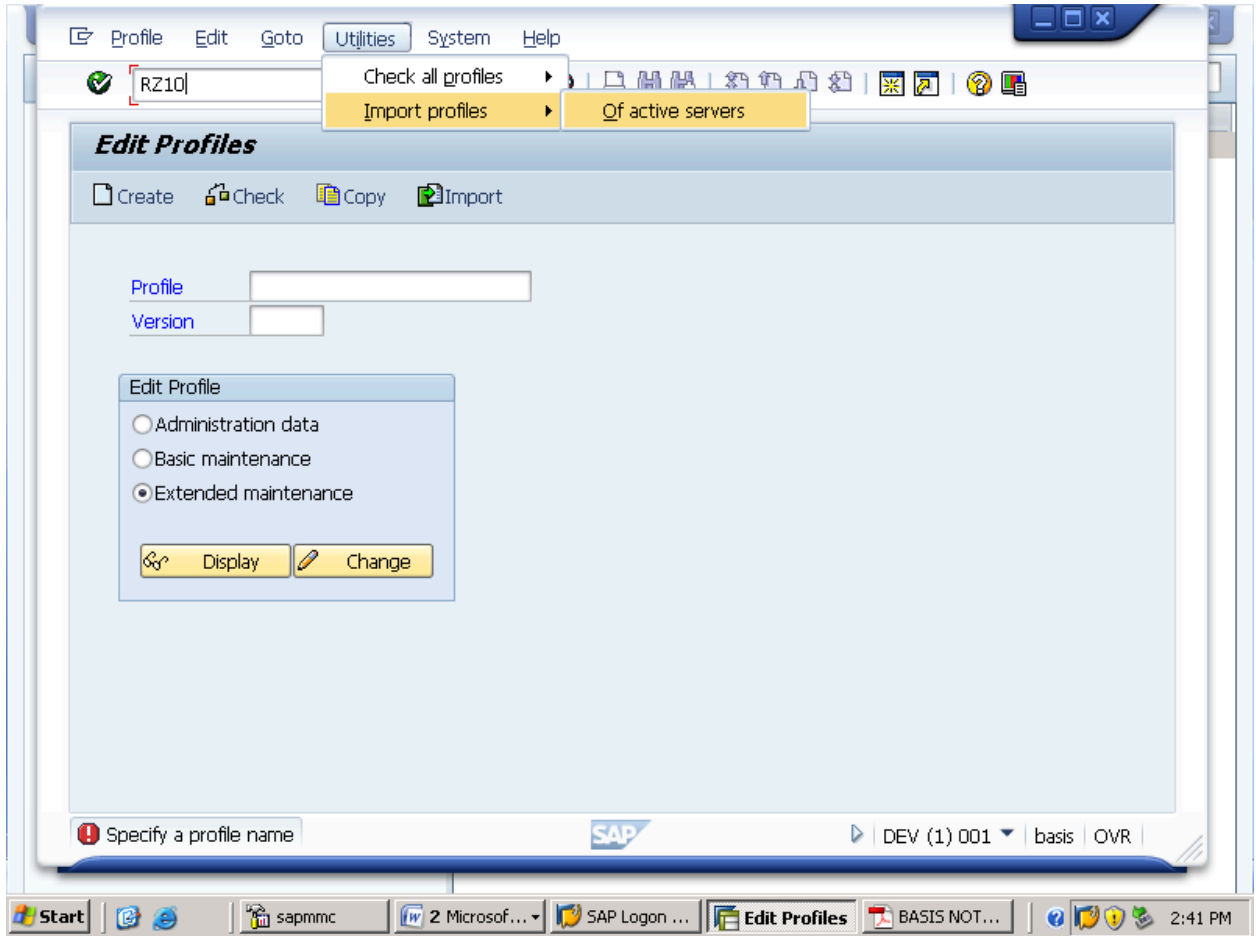 Profile Edit Goto Utilities System Help
RZ10
Check all profiles
Import profiles
Of active servers
Edit Profiles
Create Check Copy Import
Profile
Version
Edit Profile
Administration data
Basic maintenance
Extended maintenance
Display Change
Specify a profile name
SAP
DEV (1) 001 basis OVR
Start sapmmc 2 Microsof... SAP Logon ... Edit Profiles BASIS NOT... 2:41 PM